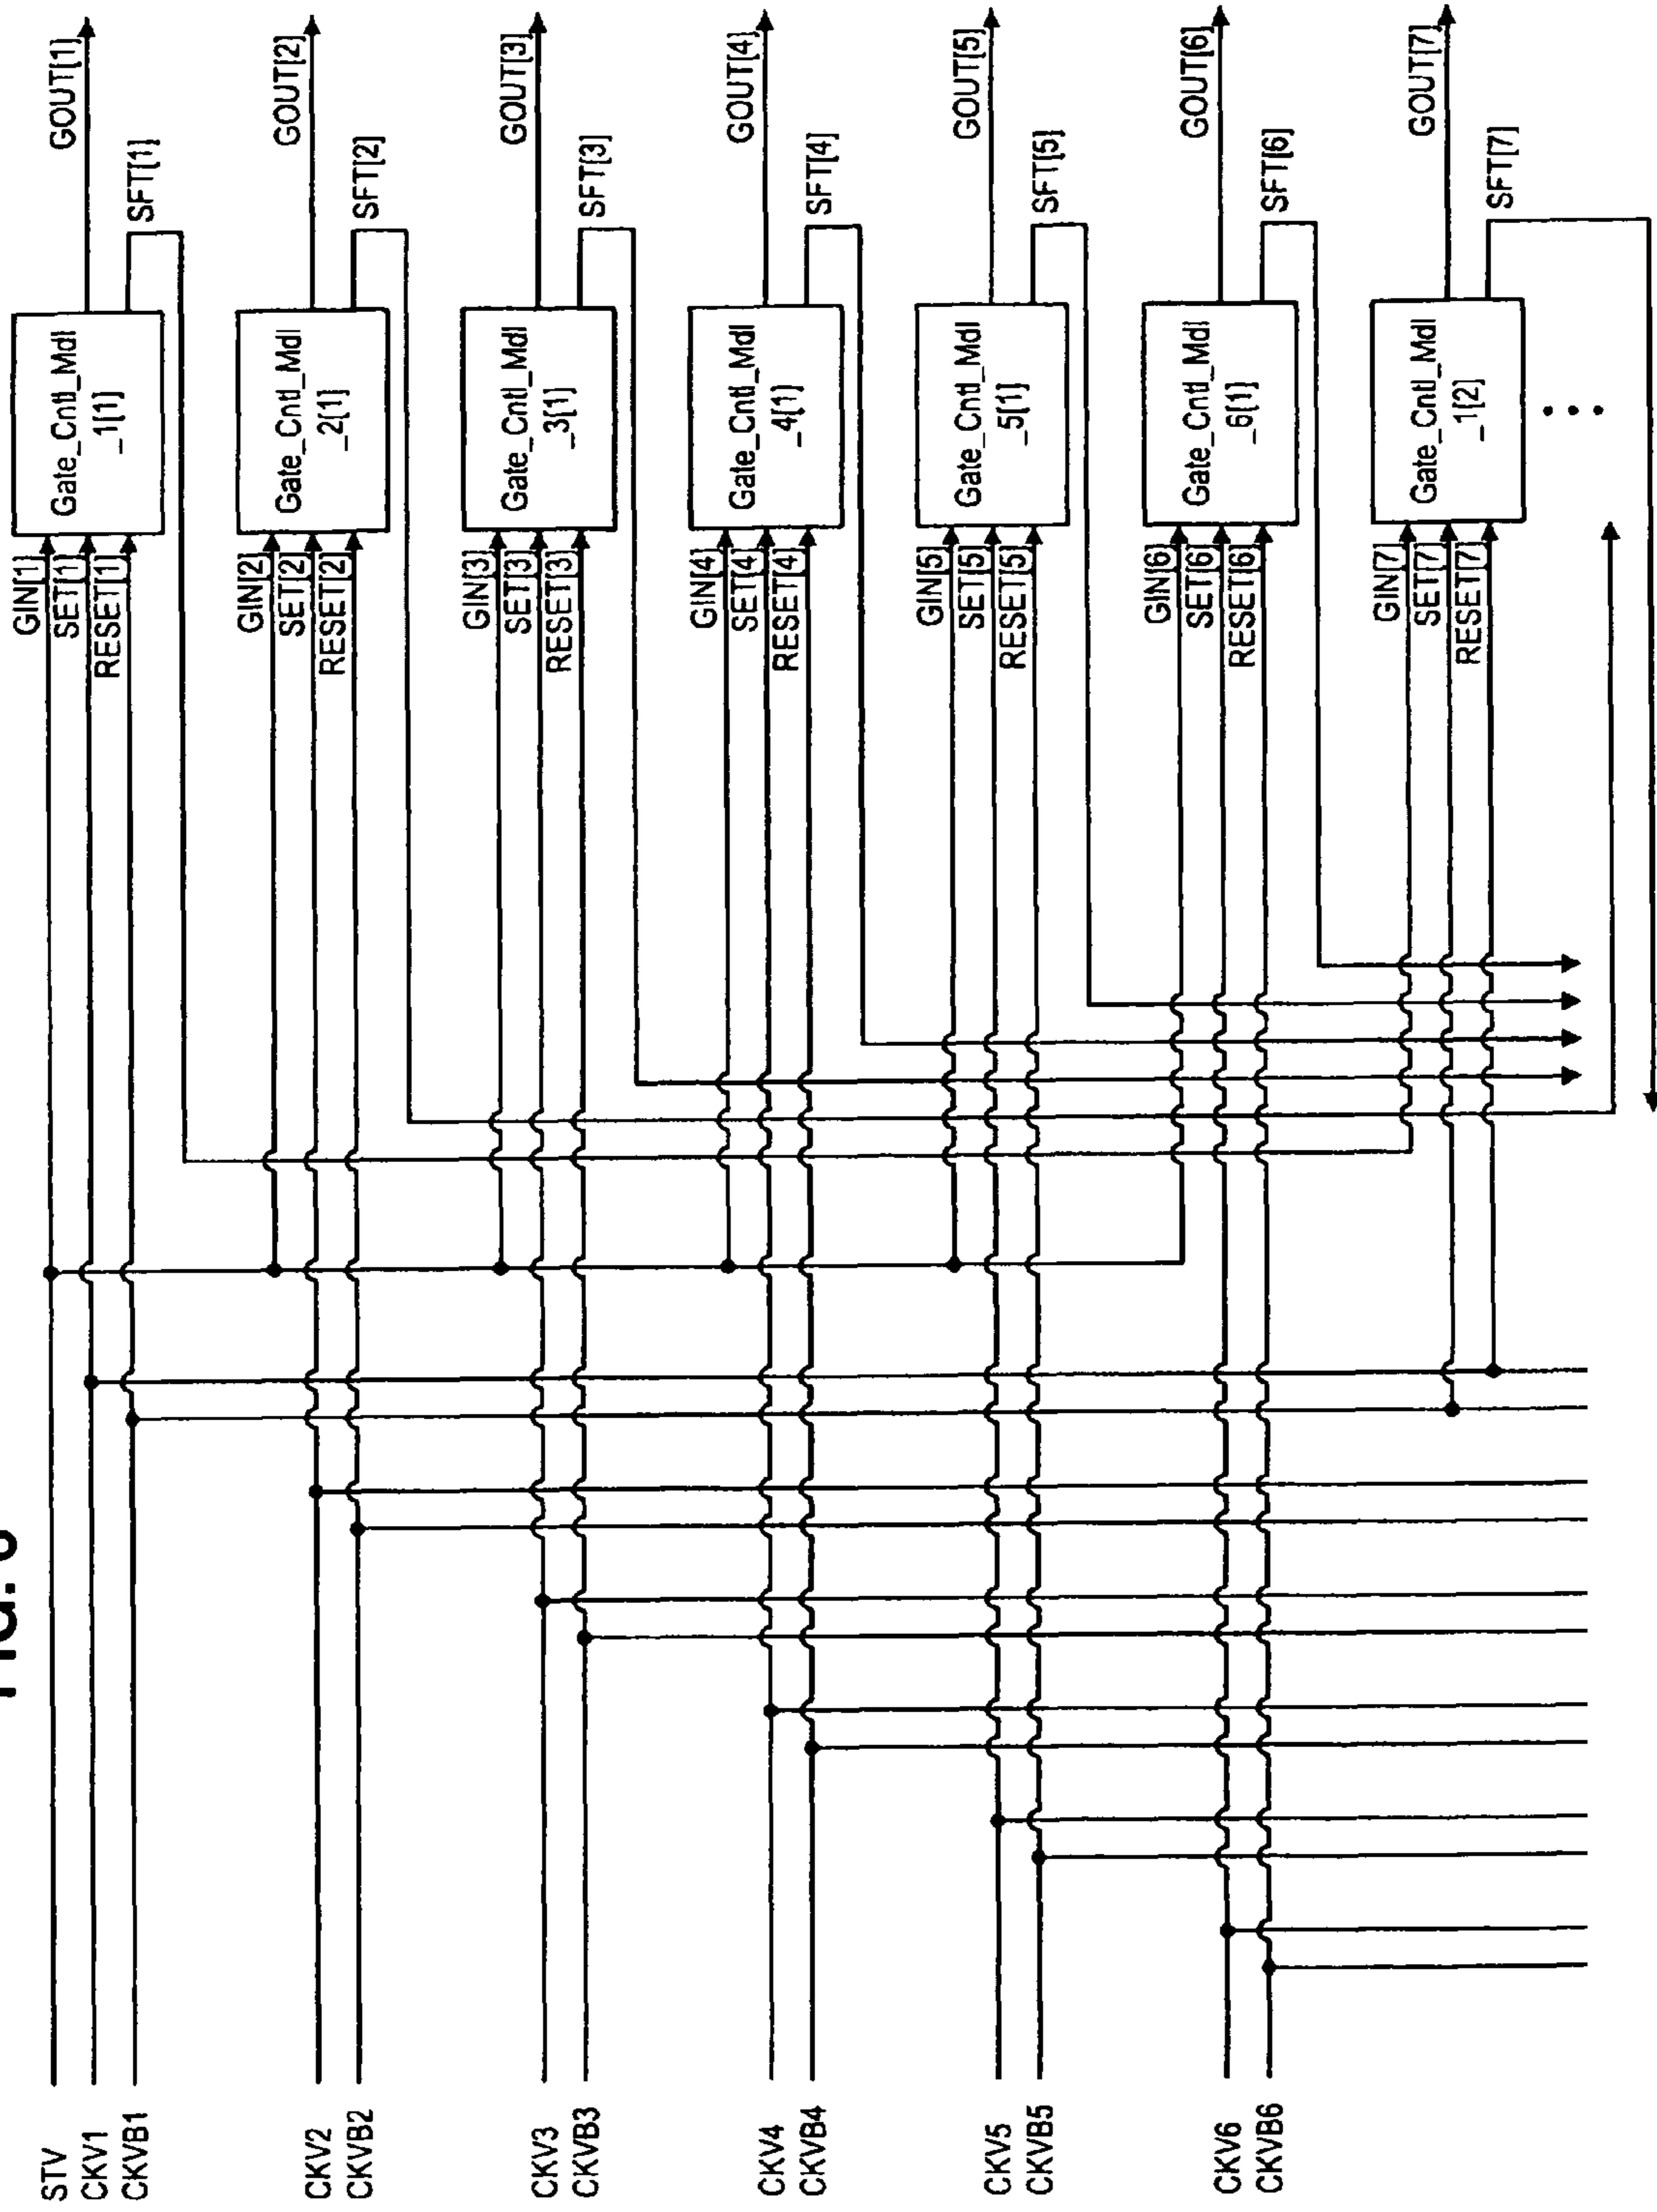 FIG. 6
STV
CKV1
CKVB1
GIN[1]
SET[1]
RESET[1]
Gate_Cntl_Mdl
_1[1]
GOUT[1]
SFT[1]
CKV2
CKVB2
GIN[2]
SET[2]
RESET[2]
Gate_Cntl_Mdl
_2[1]
GOUT[2]
SFT[2]
CKV3
CKVB3
GIN[3]
SET[3]
RESET[3]
Gate_Cntl_Mdl
_3[1]
GOUT[3]
SFT[3]
CKV4
CKVB4
GIN[4]
SET[4]
RESET[4]
Gate_Cntl_Mdl
_4[1]
GOUT[4]
SFT[4]
CKV5
CKVB5
GIN[5]
SET[5]
RESET[5]
Gate_Cntl_Mdl
_5[1]
GOUT[5]
SFT[5]
CKV6
CKVB6
GIN[6]
SET[6]
RESET[6]
Gate_Cntl_Mdl
_6[1]
GOUT[6]
SFT[6]
GIN[7]
SET[7]
RESET[7]
Gate_Cntl_Mdl
_1[2]
GOUT[7]
SFT[7]